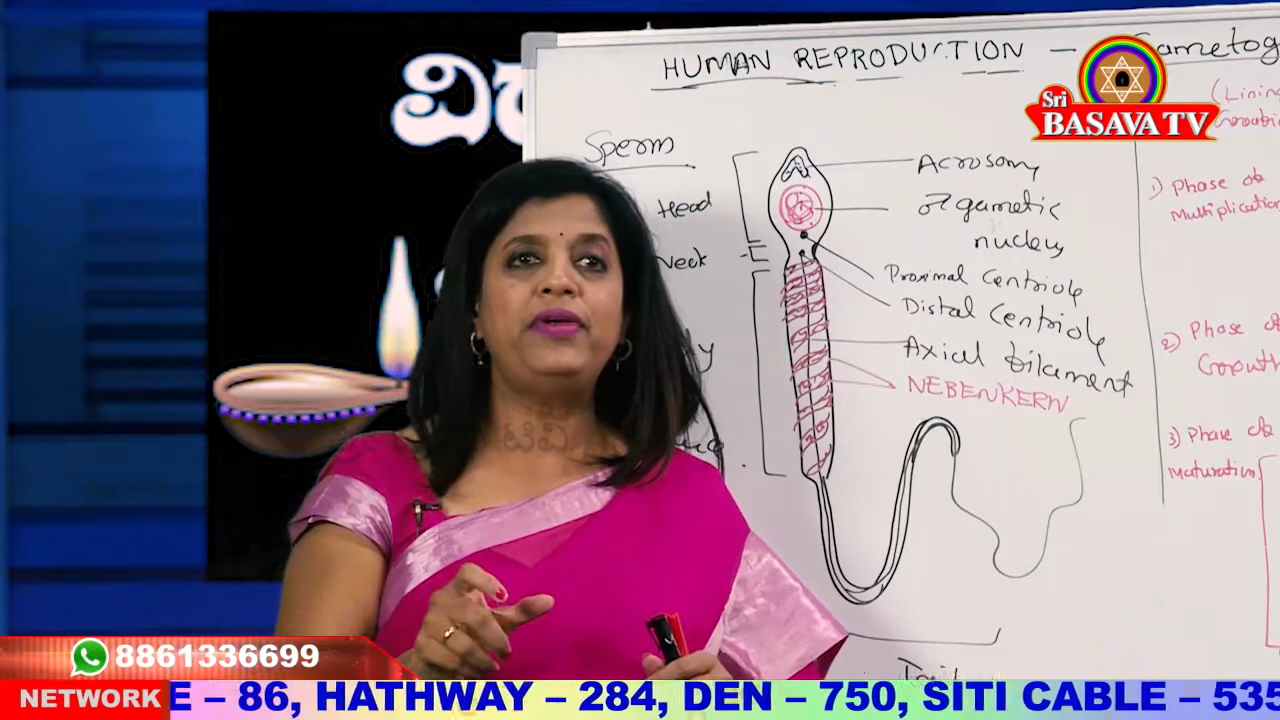 HUMAN REPRODUCTION — Gametog
Sri
BASAVA TV
Sperm
Head
Neck
Acrosome
nucleus
Proximal Centriole
Distal Centriole
Axial filament
NEBENKERN
1) Phase of
Multiplication
2) Phase of
Growth
3) Phase of
Maturation
Tail
8861336699
NETWORK
E – 86, HATHWAY – 284, DEN – 750, SITI CABLE – 535